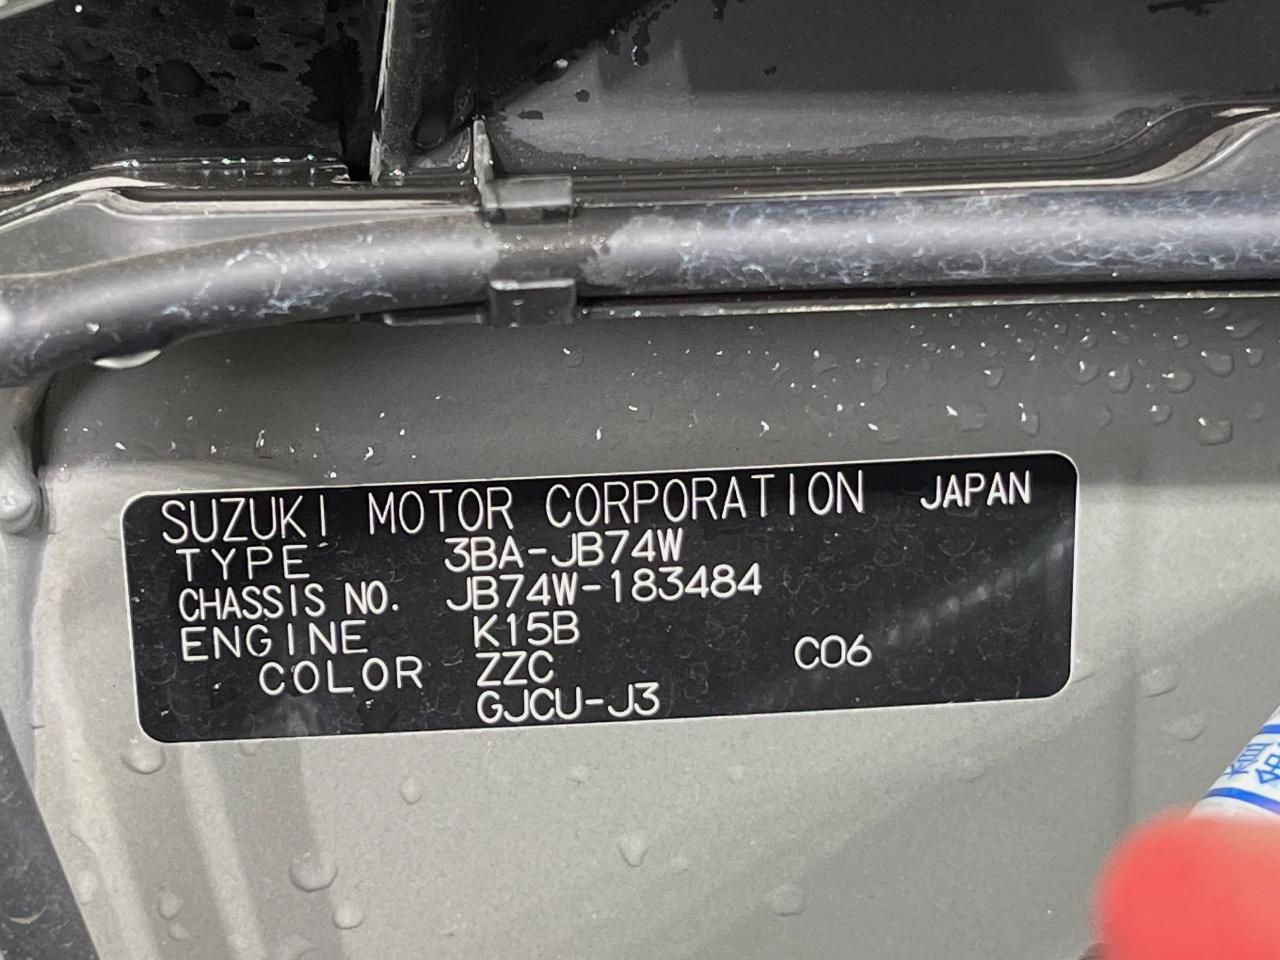 SUZUKI MOTOR CORPORATION JAPAN
TYPE 3BA-JB74W
CHASSIS NO. JB74W-183484
ENGINE K15B
COLOR ZZC C06
GJCU-J3